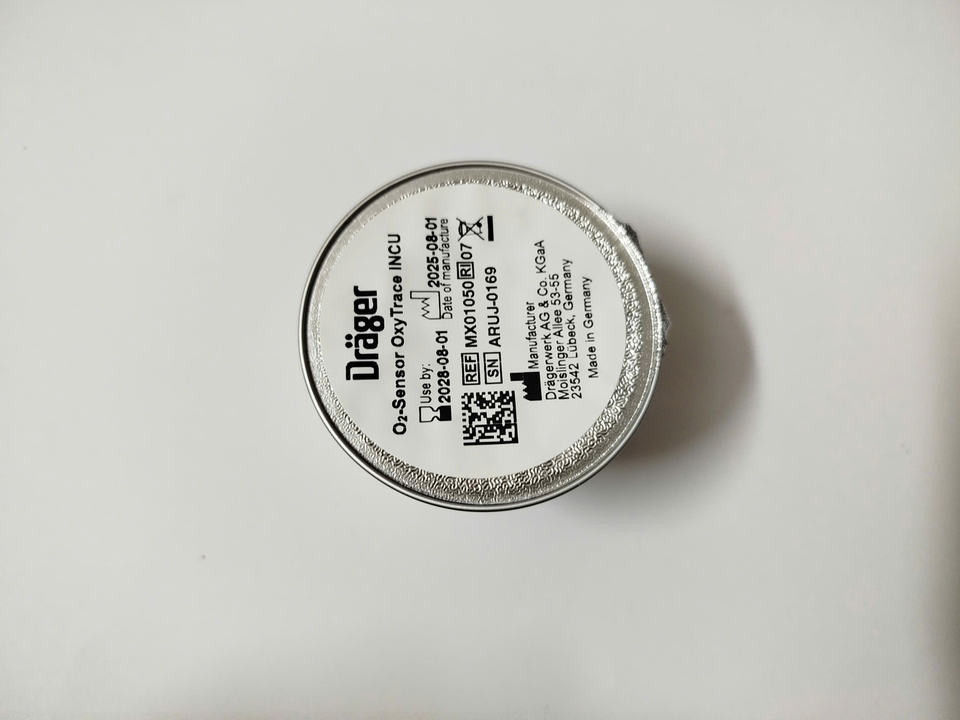 Dräger
O₂-Sensor OxyTrace INCU
Use by:
2028-08-01
2025-08-01
Date of manufacture
REF MX01050 RI 07
SN ARUJ-0169
Manufacturer
Drägerwerk AG & Co. KGaA
Moislinger Allee 53-55
23542 Lübeck, Germany
Made in Germany